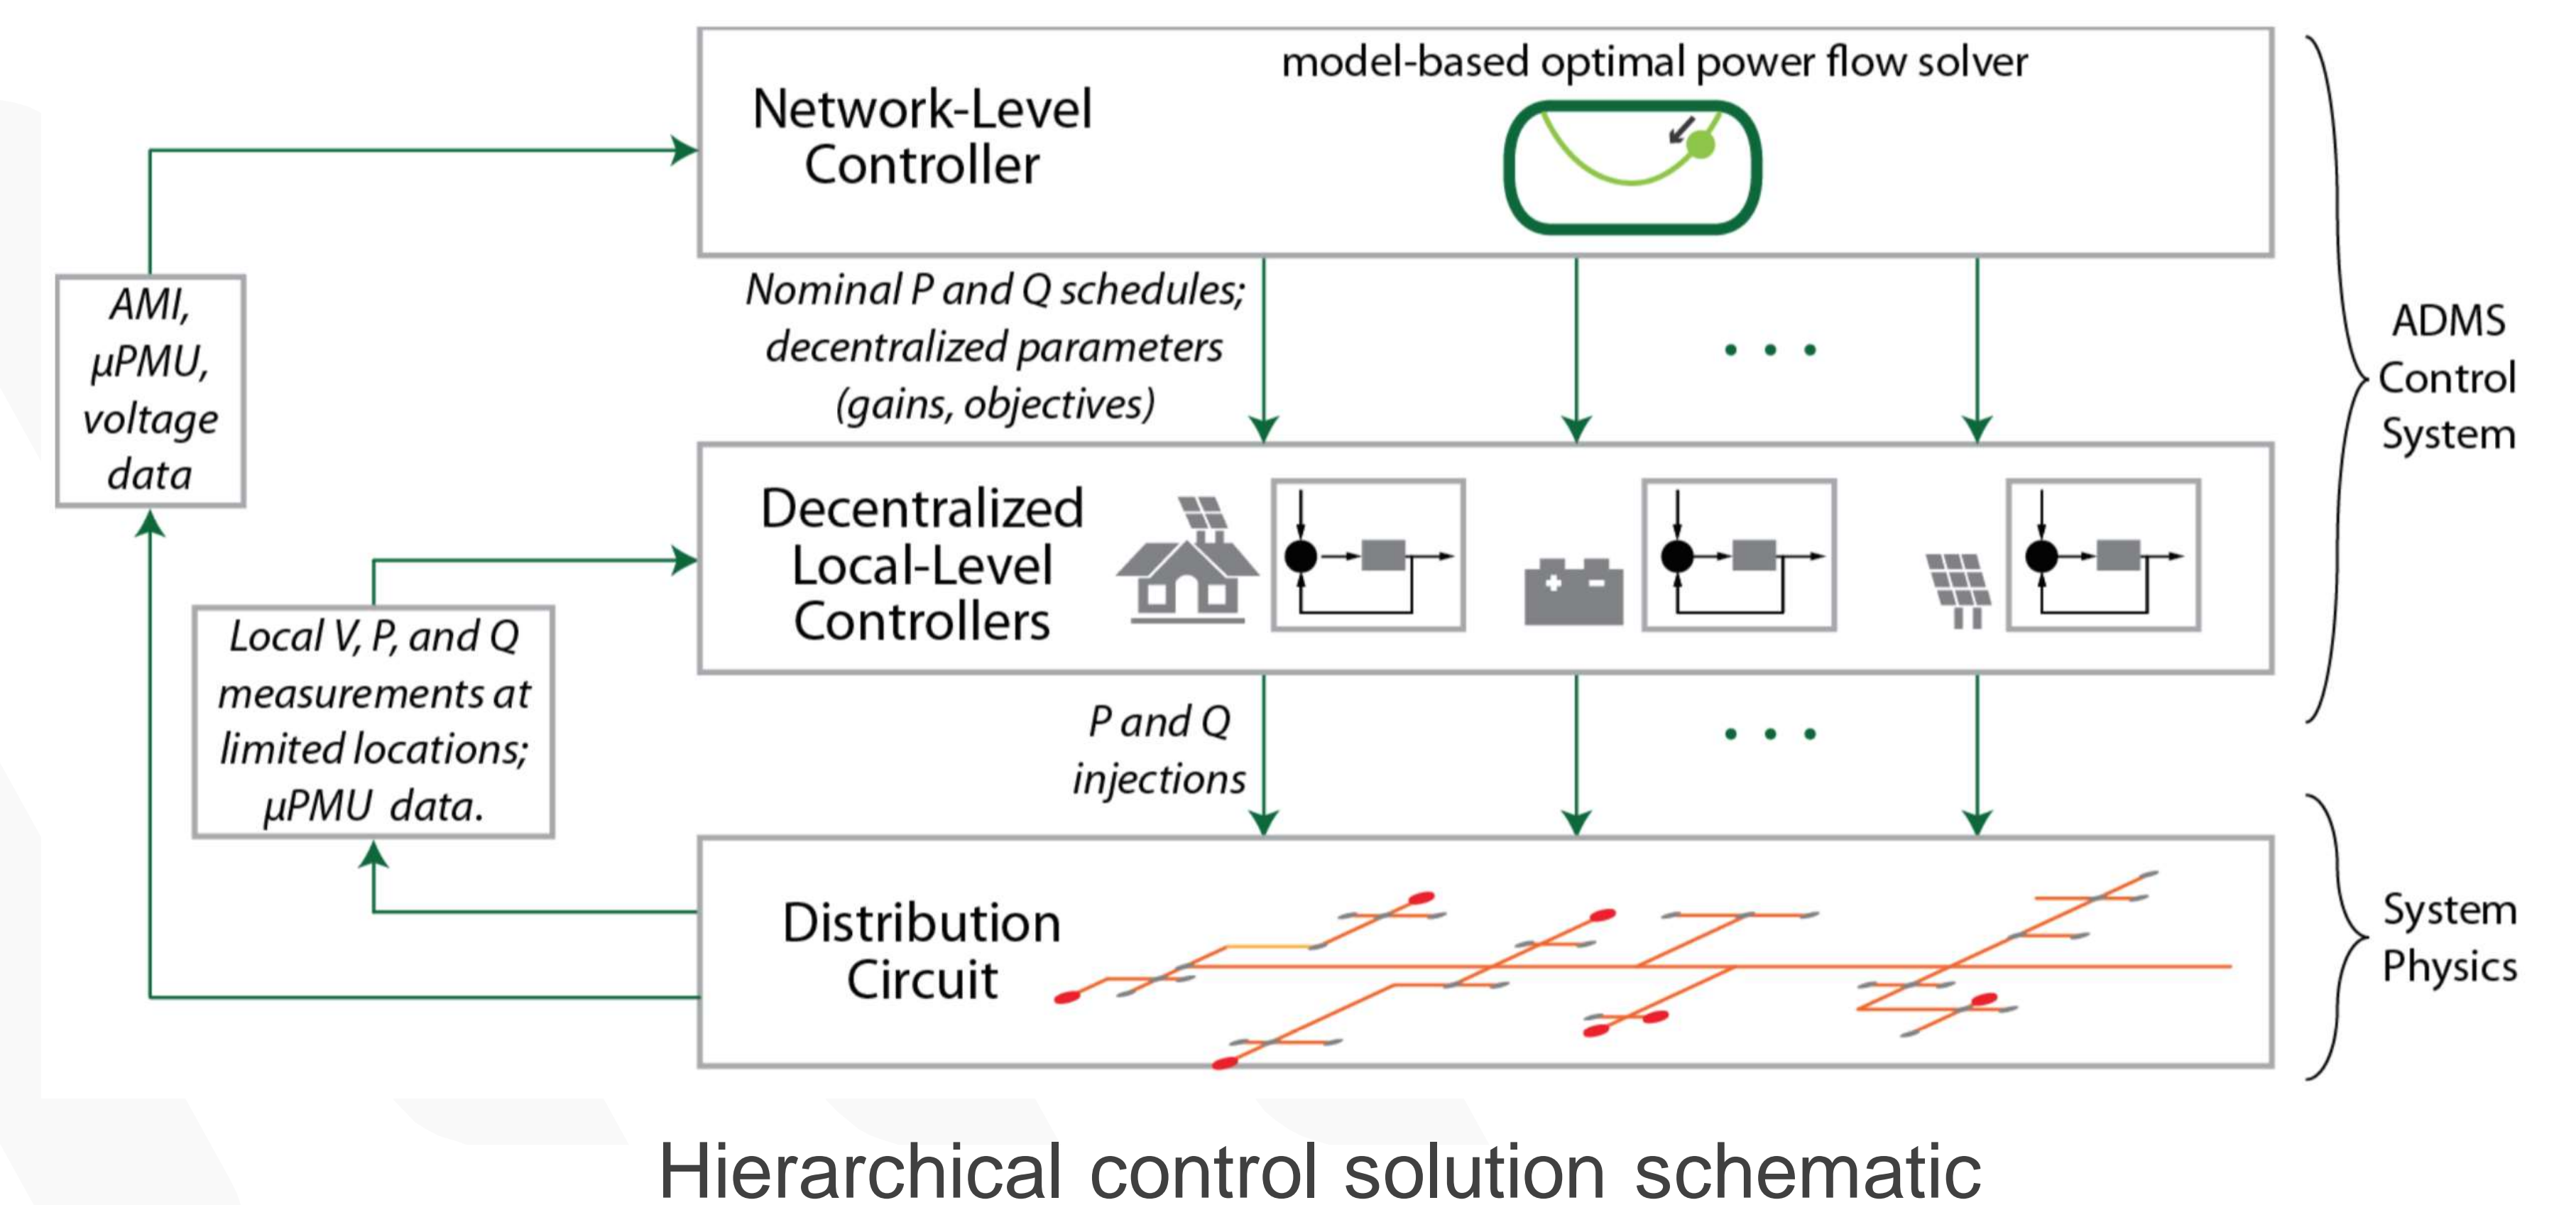 model-based optimal power flow solver
Network-Level
Controller
AMI,
µPMU,
voltage
data
Nominal P and Q schedules;
decentralized parameters
(gains, objectives)
ADMS
Control
System
Decentralized
Local-Level
Controllers
+ -
Local V, P, and Q
measurements at
limited locations;
µPMU data.
P and Q
injections
Distribution
Circuit
System
Physics
Hierarchical control solution schematic